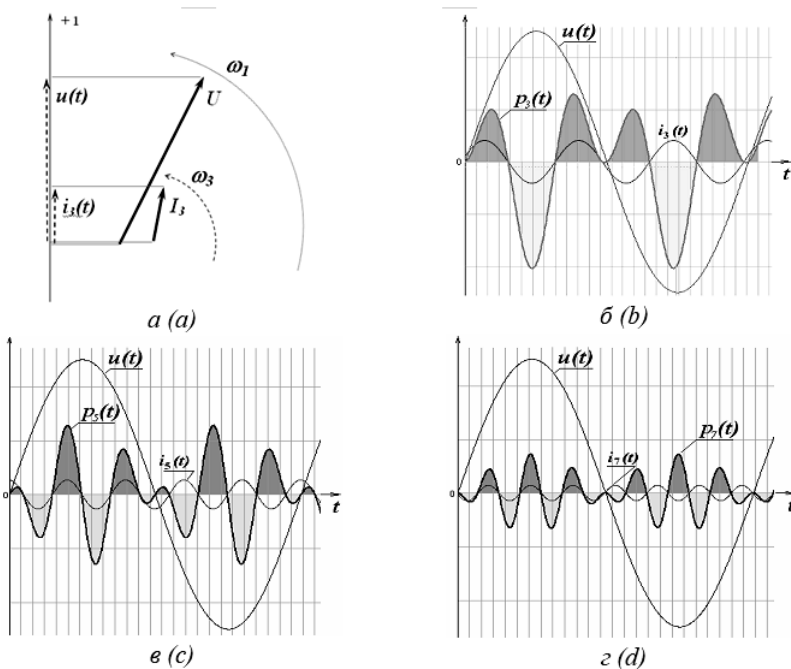 +1
ω₁
u(t)
U
ω₃
i₃(t)
I₃
а (a)
u(t)
p₃(t)
i₃(t)
0
t
б (b)
u(t)
p₅(t)
i₅(t)
0
t
в (c)
u(t)
i₇(t)
p₇(t)
0
t
г (d)